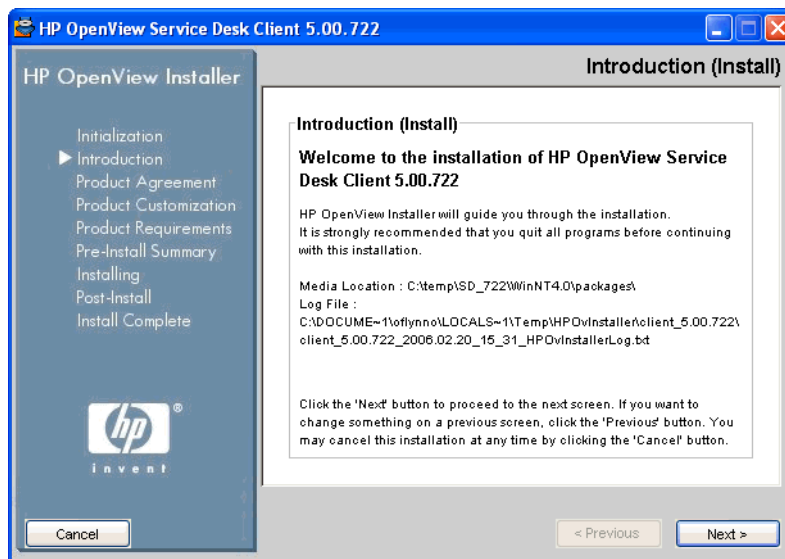 HP OpenView Service Desk Client 5.00.722
HP OpenView Installer
Introduction (Install)
Initialization
Introduction
Product Agreement
Product Customization
Product Requirements
Pre-Install Summary
Installing
Post-Install
Install Complete
hp
®
invent
Introduction (Install)
Welcome to the installation of HP OpenView Service
Desk Client 5.00.722
HP OpenView Installer will guide you through the installation.
It is strongly recommended that you quit all programs before continuing
with this installation.
Media Location : C:\temp\SD_722\WinNT4.0\packages\
Log File :
C:\DOCUME~1\oflynno\LOCALS~1\Temp\HPOvInstaller\client_5.00.722\
client_5.00.722_2006.02.20_15_31_HPOvInstallerLog.txt
Click the 'Next' button to proceed to the next screen. If you want to
change something on a previous screen, click the 'Previous' button. You
may cancel this installation at any time by clicking the 'Cancel' button.
Cancel
< Previous
Next >